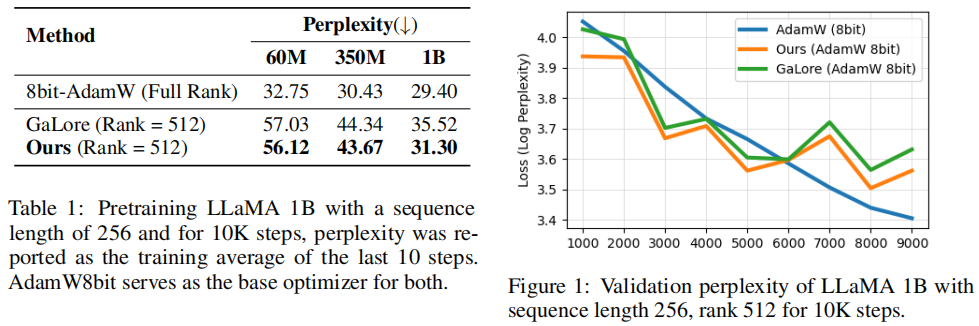 Method Perplexity(↓)
60M 350M 1B
8bit-AdamW (Full Rank) 32.75 30.43 29.40
GaLore (Rank = 512) 57.03 44.34 35.52
Ours (Rank = 512) 56.12 43.67 31.30
Table 1: Pretraining LLaMA 1B with a sequence
length of 256 and for 10K steps, perplexity was re-
ported as the training average of the last 10 steps.
AdamW8bit serves as the base optimizer for both.
Loss (Log Perplexity)
4.0
3.9
3.8
3.7
3.6
3.5
3.4
AdamW (8bit)
Ours (AdamW 8bit)
GaLore (AdamW 8bit)
1000 2000 3000 4000 5000 6000 7000 8000 9000
Figure 1: Validation perplexity of LLaMA 1B with
sequence length 256, rank 512 for 10K steps.